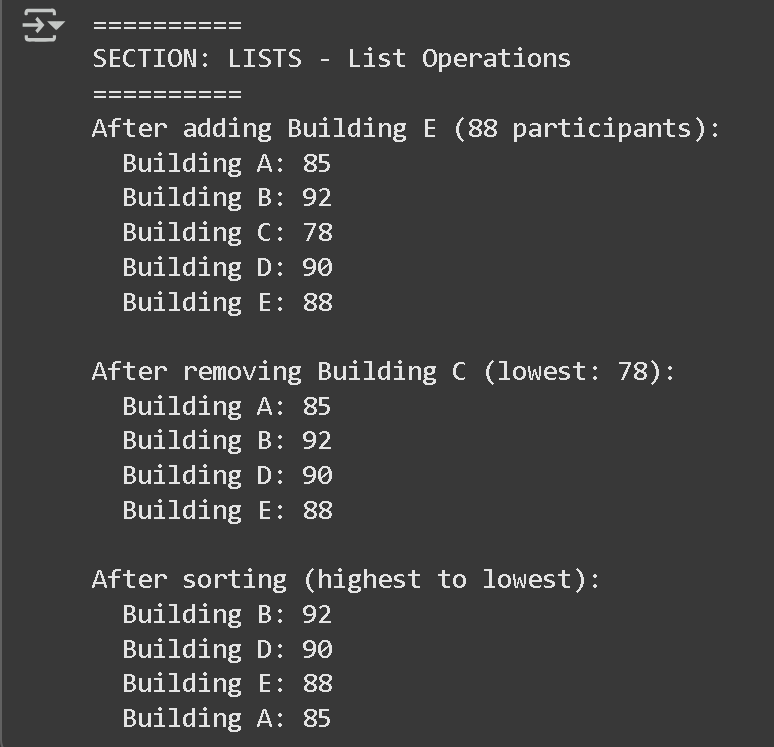 ==========
SECTION: LISTS - List Operations
==========
After adding Building E (88 participants):
  Building A: 85
  Building B: 92
  Building C: 78
  Building D: 90
  Building E: 88

After removing Building C (lowest: 78):
  Building A: 85
  Building B: 92
  Building D: 90
  Building E: 88

After sorting (highest to lowest):
  Building B: 92
  Building D: 90
  Building E: 88
  Building A: 85